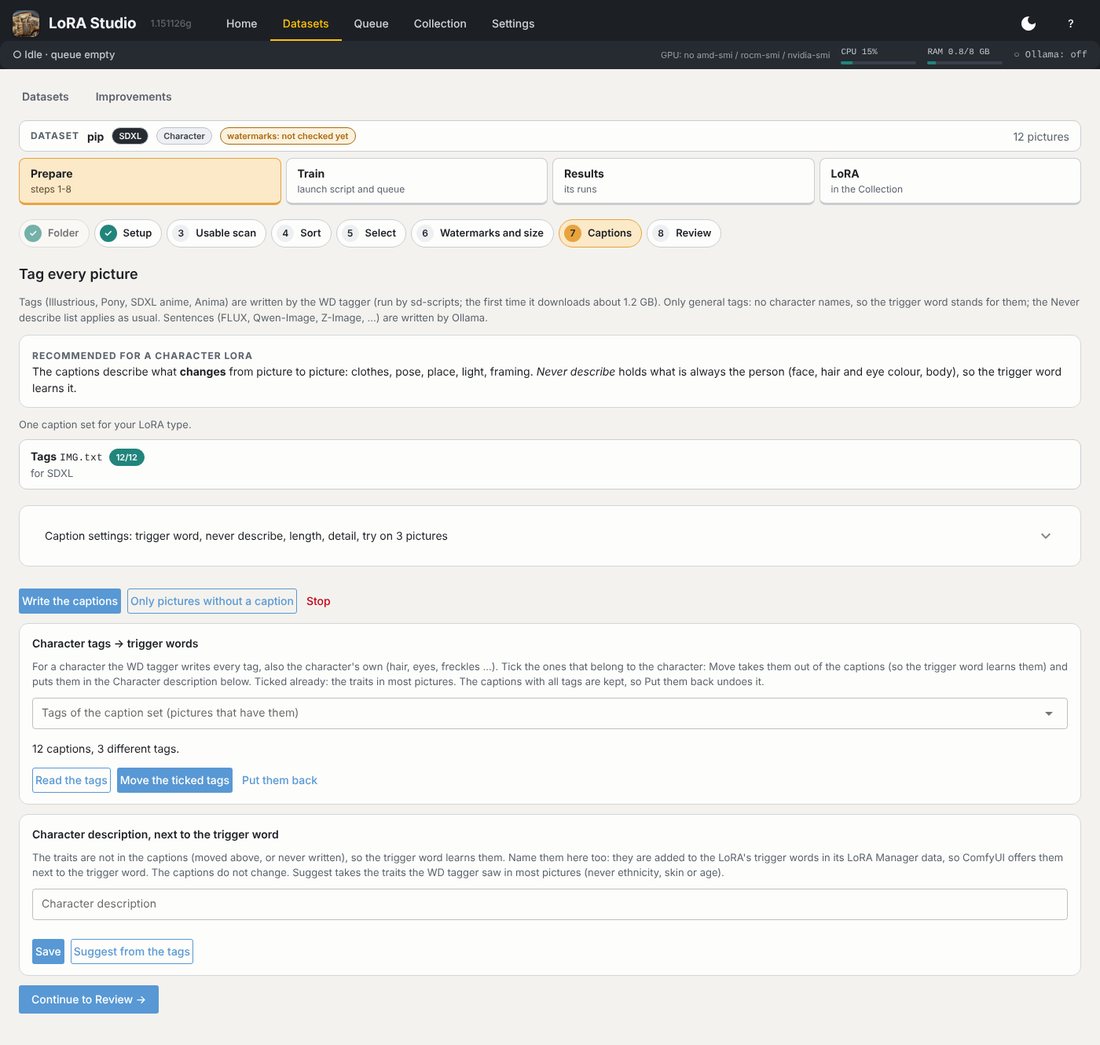 LoRA Studio 1.151126g Home Datasets Queue Collection Settings ?
Idle · queue empty GPU: no amd-smi / rocm-smi / nvidia-smi CPU 15% RAM 0.8/8 GB ○ Ollama: off
Datasets Improvements
DATASET pip SDXL Character watermarks: not checked yet 12 pictures
Prepare Train Results LoRA
steps 1-8 launch script and queue its runs in the Collection
Folder Setup 3 Usable scan 4 Sort 5 Select 6 Watermarks and size 7 Captions 8 Review
Tag every picture
Tags (Illustrious, Pony, SDXL anime, Anima) are written by the WD tagger (run by sd-scripts; the first time it downloads about 1.2 GB). Only general tags: no character names, so the trigger word stands for them; the Never
describe list applies as usual. Sentences (FLUX, Qwen-Image, Z-Image, ...) are written by Ollama.
RECOMMENDED FOR A CHARACTER LORA
The captions describe what changes from picture to picture: clothes, pose, place, light, framing. Never describe holds what is always the person (face, hair and eye colour, body), so the trigger word
learns it.
One caption set for your LoRA type.
Tags IMG.txt 12/12
for SDXL
Caption settings: trigger word, never describe, length, detail, try on 3 pictures
Write the captions Only pictures without a caption Stop
Character tags → trigger words
For a character the WD tagger writes every tag, also the character's own (hair, eyes, freckles ...). Tick the ones that belong to the character: Move takes them out of the captions (so the trigger word learns them) and
puts them in the Character description below. Ticked already: the traits in most pictures. The captions with all tags are kept, so Put them back undoes it.
Tags of the caption set (pictures that have them)
12 captions, 3 different tags.
Read the tags Move the ticked tags Put them back
Character description, next to the trigger word
The traits are not in the captions (moved above, or never written), so the trigger word learns them. Name them here too: they are added to the LoRA's trigger words in its LoRA Manager data, so ComfyUI offers them
next to the trigger word. The captions do not change. Suggest takes the traits the WD tagger saw in most pictures (never ethnicity, skin or age).
Character description
Save Suggest from the tags
Continue to Review →